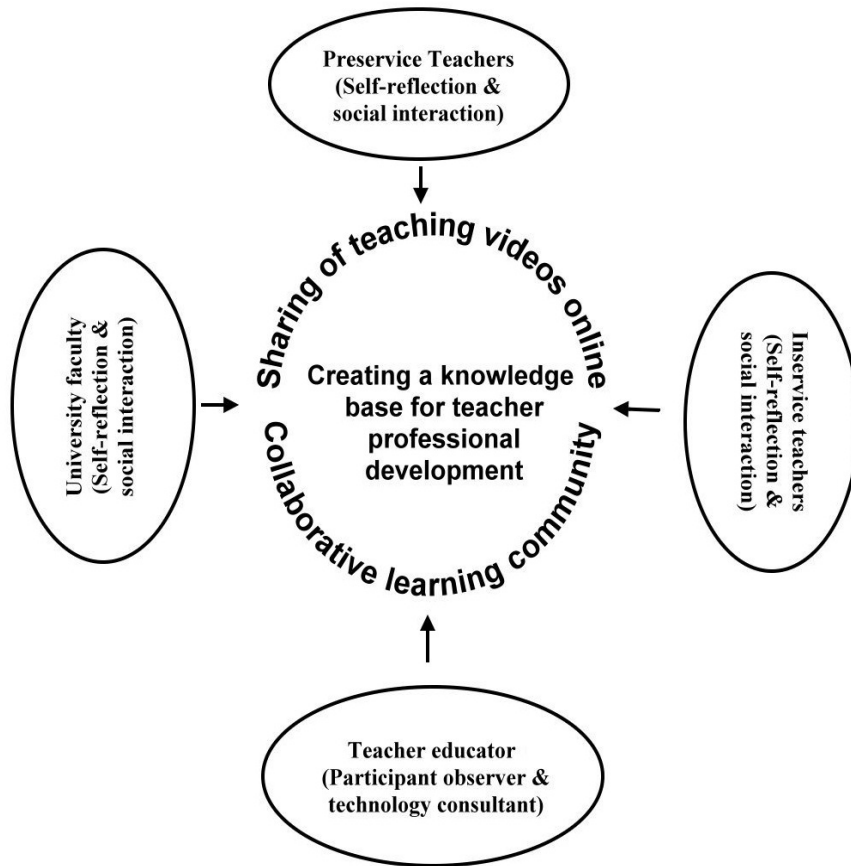 Preservice Teachers
(Self-reflection &
social interaction)
Sharing of teaching videos online
University faculty
(Self-reflection &
social interaction)
Creating a knowledge
base for teacher
professional
development
Inservice teachers
(Self-reflection &
social interaction)
Collaborative learning community
Teacher educator
(Participant observer &
technology consultant)